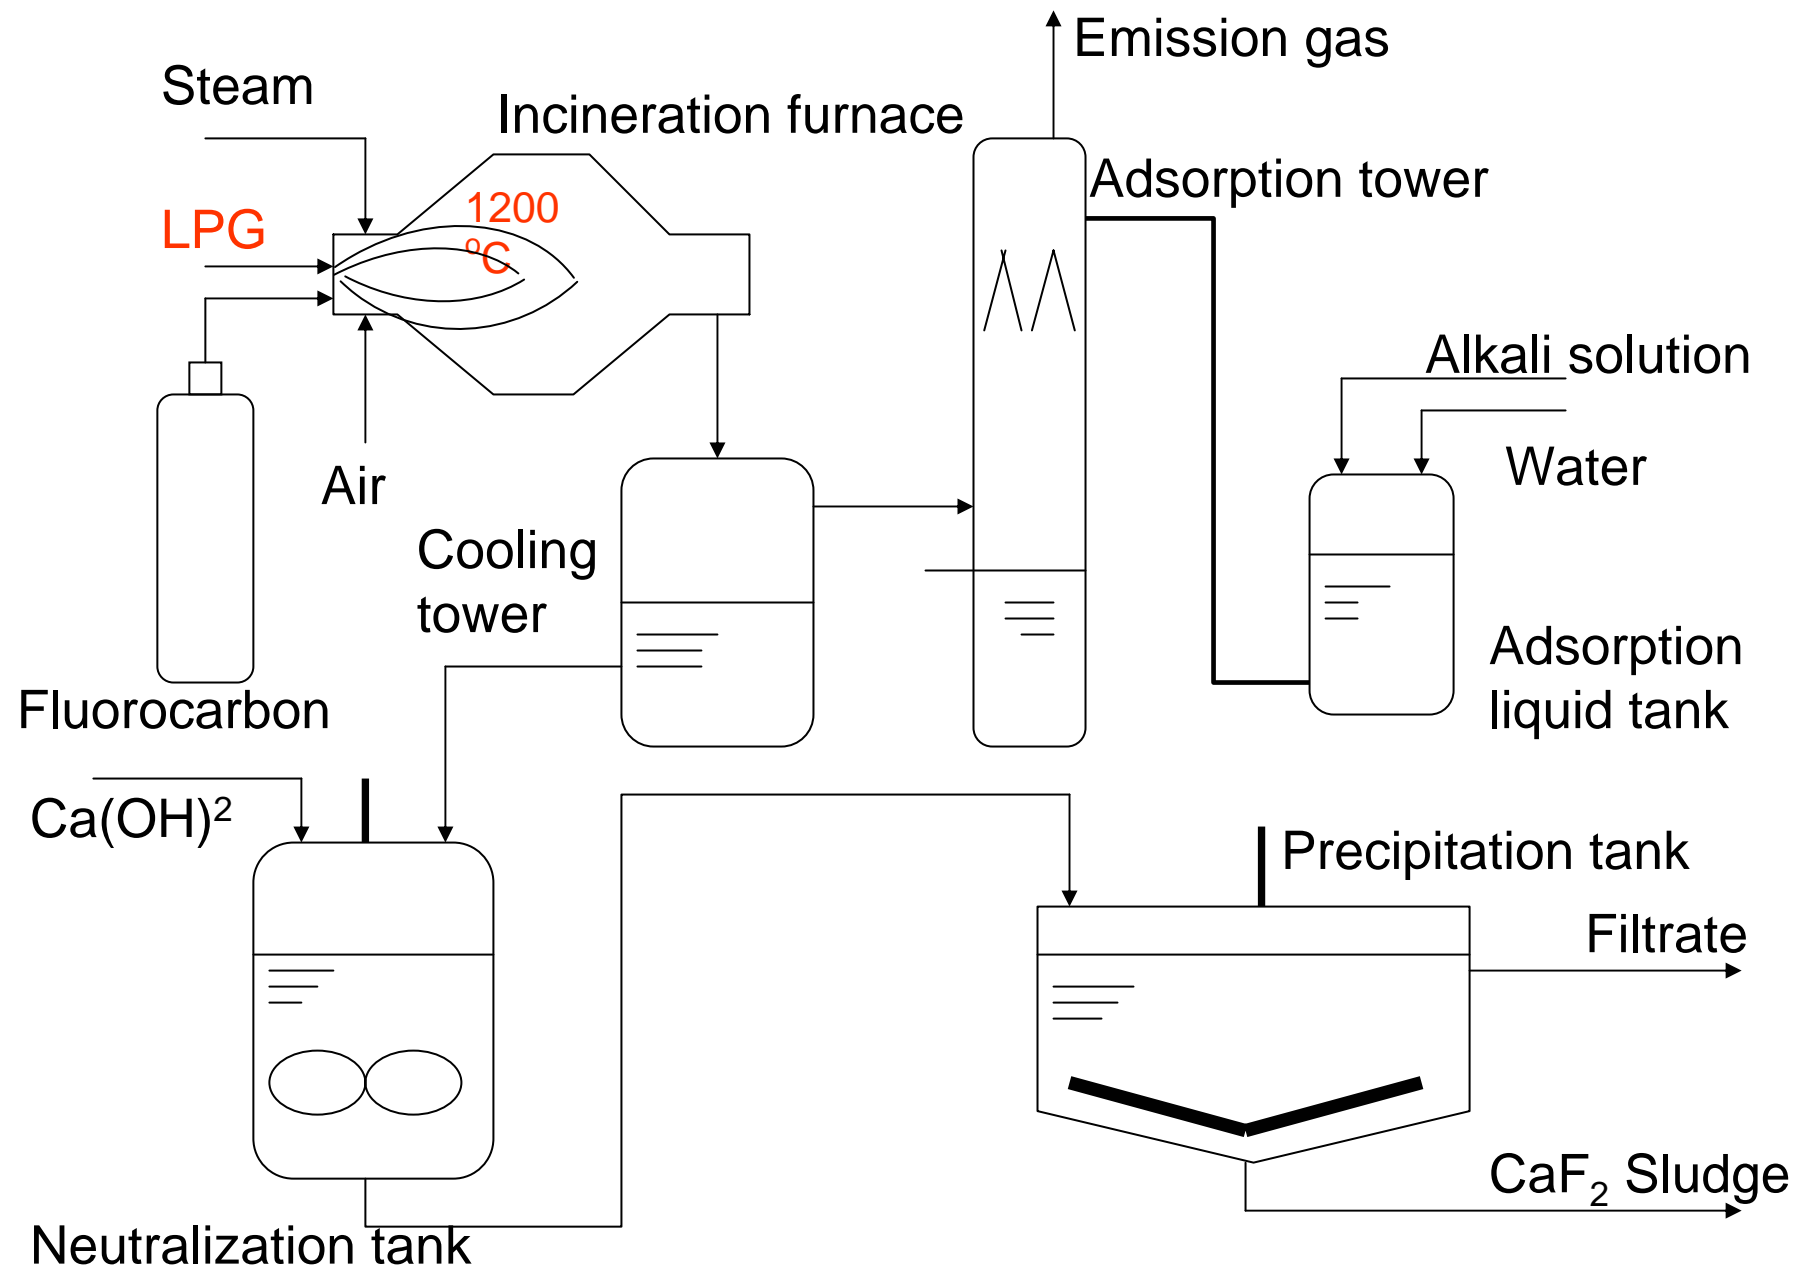 Emission gas
Steam
Incineration furnace
Adsorption tower
1200
ºC
LPG
Alkali solution
Water
Air
Cooling
tower
Adsorption
liquid tank
Fluorocarbon
Ca(OH)²
Precipitation tank
Filtrate
CaF₂ Sludge
Neutralization tank